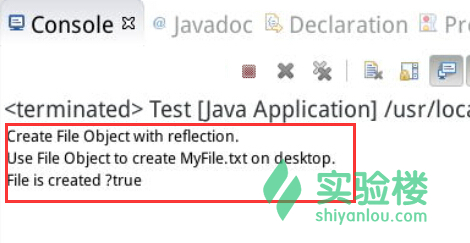 Console Javadoc Declaration Pr
<terminated> Test [Java Application] /usr/loca
Create File Object with reflection.
Use File Object to create MyFile.txt on desktop.
File is created ?true
实验楼
shiyanlou.com